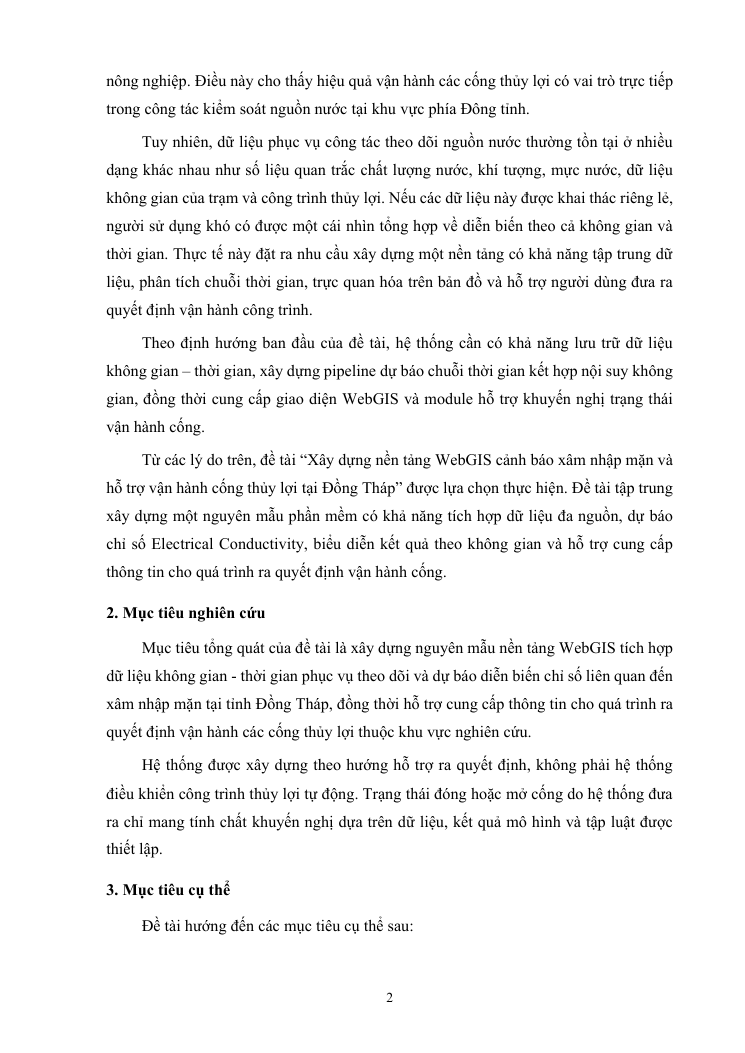 nông nghiệp. Điều này cho thấy hiệu quả vận hành các cống thủy lợi có vai trò trực tiếp
trong công tác kiểm soát nguồn nước tại khu vực phía Đông tỉnh.
Tuy nhiên, dữ liệu phục vụ công tác theo dõi nguồn nước thường tồn tại ở nhiều
dạng khác nhau như số liệu quan trắc chất lượng nước, khí tượng, mực nước, dữ liệu
không gian của trạm và công trình thủy lợi. Nếu các dữ liệu này được khai thác riêng lẻ,
người sử dụng khó có được một cái nhìn tổng hợp về diễn biến theo cả không gian và
thời gian. Thực tế này đặt ra nhu cầu xây dựng một nền tảng có khả năng tập trung dữ
liệu, phân tích chuỗi thời gian, trực quan hóa trên bản đồ và hỗ trợ người dùng đưa ra
quyết định vận hành công trình.
Theo định hướng ban đầu của đề tài, hệ thống cần có khả năng lưu trữ dữ liệu
không gian – thời gian, xây dựng pipeline dự báo chuỗi thời gian kết hợp nội suy không
gian, đồng thời cung cấp giao diện WebGIS và module hỗ trợ khuyến nghị trạng thái
vận hành cống.
Từ các lý do trên, đề tài “Xây dựng nền tảng WebGIS cảnh báo xâm nhập mặn và
hỗ trợ vận hành cống thủy lợi tại Đồng Tháp” được lựa chọn thực hiện. Đề tài tập trung
xây dựng một nguyên mẫu phần mềm có khả năng tích hợp dữ liệu đa nguồn, dự báo
chỉ số Electrical Conductivity, biểu diễn kết quả theo không gian và hỗ trợ cung cấp
thông tin cho quá trình ra quyết định vận hành cống.
2. Mục tiêu nghiên cứu
Mục tiêu tổng quát của đề tài là xây dựng nguyên mẫu nền tảng WebGIS tích hợp
dữ liệu không gian - thời gian phục vụ theo dõi và dự báo diễn biến chỉ số liên quan đến
xâm nhập mặn tại tỉnh Đồng Tháp, đồng thời hỗ trợ cung cấp thông tin cho quá trình ra
quyết định vận hành các cống thủy lợi thuộc khu vực nghiên cứu.
Hệ thống được xây dựng theo hướng hỗ trợ ra quyết định, không phải hệ thống
điều khiển công trình thủy lợi tự động. Trạng thái đóng hoặc mở cống do hệ thống đưa
ra chỉ mang tính chất khuyến nghị dựa trên dữ liệu, kết quả mô hình và tập luật được
thiết lập.
3. Mục tiêu cụ thể
Đề tài hướng đến các mục tiêu cụ thể sau:
2